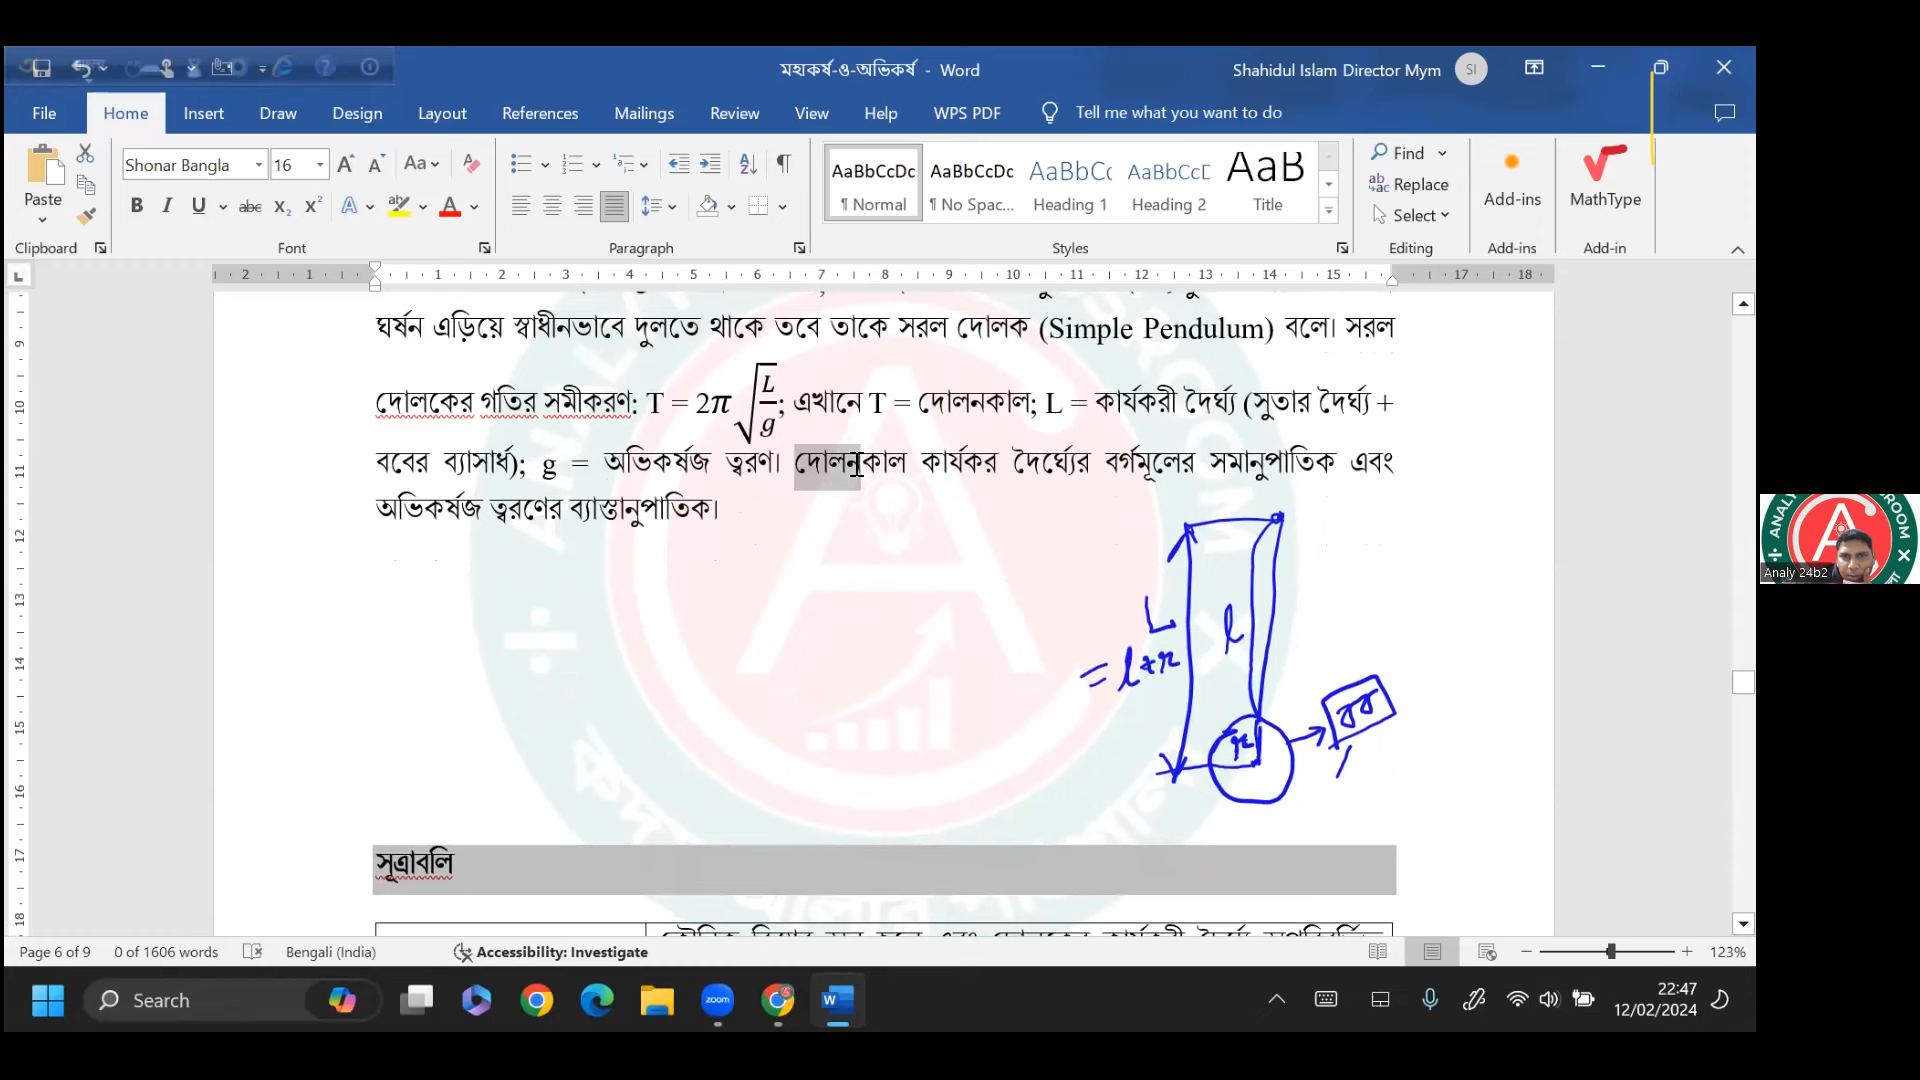 মহাকর্ষ-ও-অভিকর্ষ - Word
Shahidul Islam Director Mym
SI
File Home Insert Draw Design Layout References Mailings Review View Help WPS PDF Tell me what you want to do
Shonar Bangla 16
Paste
Clipboard Font Paragraph Styles Editing Add-ins Add-in
AaBbCcDc AaBbCcDc AaBbCc AaBbCcD AaB
¶ Normal ¶ No Spac... Heading 1 Heading 2 Title
Find
Replace
Select
Add-ins
MathType
ঘর্ষন এড়িয়ে স্বাধীনভাবে দুলতে থাকে তবে তাকে সরল দোলক (Simple Pendulum) বলে। সরল
দোলকের গতির সমীকরণ: T = 2π√(L/g); এখানে T = দোলনকাল; L = কার্যকরী দৈর্ঘ্য (সুতার দৈর্ঘ্য +
ববের ব্যাসার্ধ); g = অভিকর্ষজ ত্বরণ। দোলনকাল কার্যকর দৈর্ঘ্যের বর্গমূলের সমানুপাতিক এবং
অভিকর্ষজ ত্বরণের ব্যাস্তানুপাতিক।
L
= l+r
l
r
বব
সূত্রাবলি
Analy 24b2
Page 6 of 9 0 of 1606 words Bengali (India) Accessibility: Investigate 123%
Search
zoom
22:47
12/02/2024